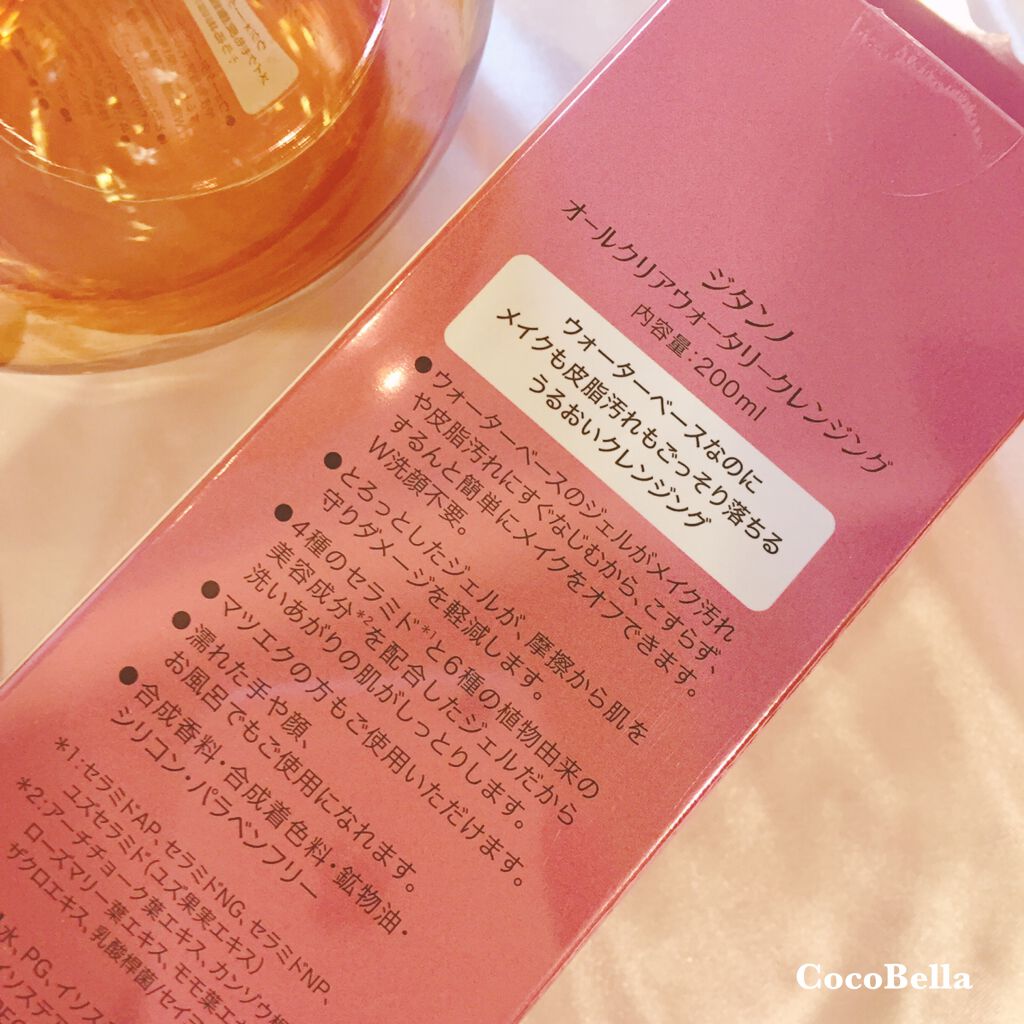 ジタンノ
オールクリアウォータリークレンジング
内容量：200ml
ウォーターベースなのに
メイクも皮脂汚れもごっそり落ちる
うるおいクレンジング
●ウォーターベースのジェルがメイク汚れ
や皮脂汚れにすぐなじむから、こすらず、
するんと簡単にメイクをオフできます。
W洗顔不要。
●とろっとしたジェルが、摩擦から肌を
守りダメージを軽減します。
●4種のセラミド*1と6種の植物由来の
美容成分*2を配合したジェルだから
洗いあがりの肌がしっとりします。
●マツエクの方もご使用いただけます。
●濡れた手や顔、
お風呂でもご使用になれます。
●合成香料・合成着色料・鉱物油・
シリコン・パラベンフリー
*1：セラミドAP、セラミドNG、セラミドNP、
ユズセラミド（ユズ果実エキス）
*2：アーチチョーク葉エキス、カンゾウ根
ローズマリー葉エキス、モモ葉エキ
ザクロエキス、乳酸桿菌/セイヨ
水、PG、イソス
イソステア
CocoBella